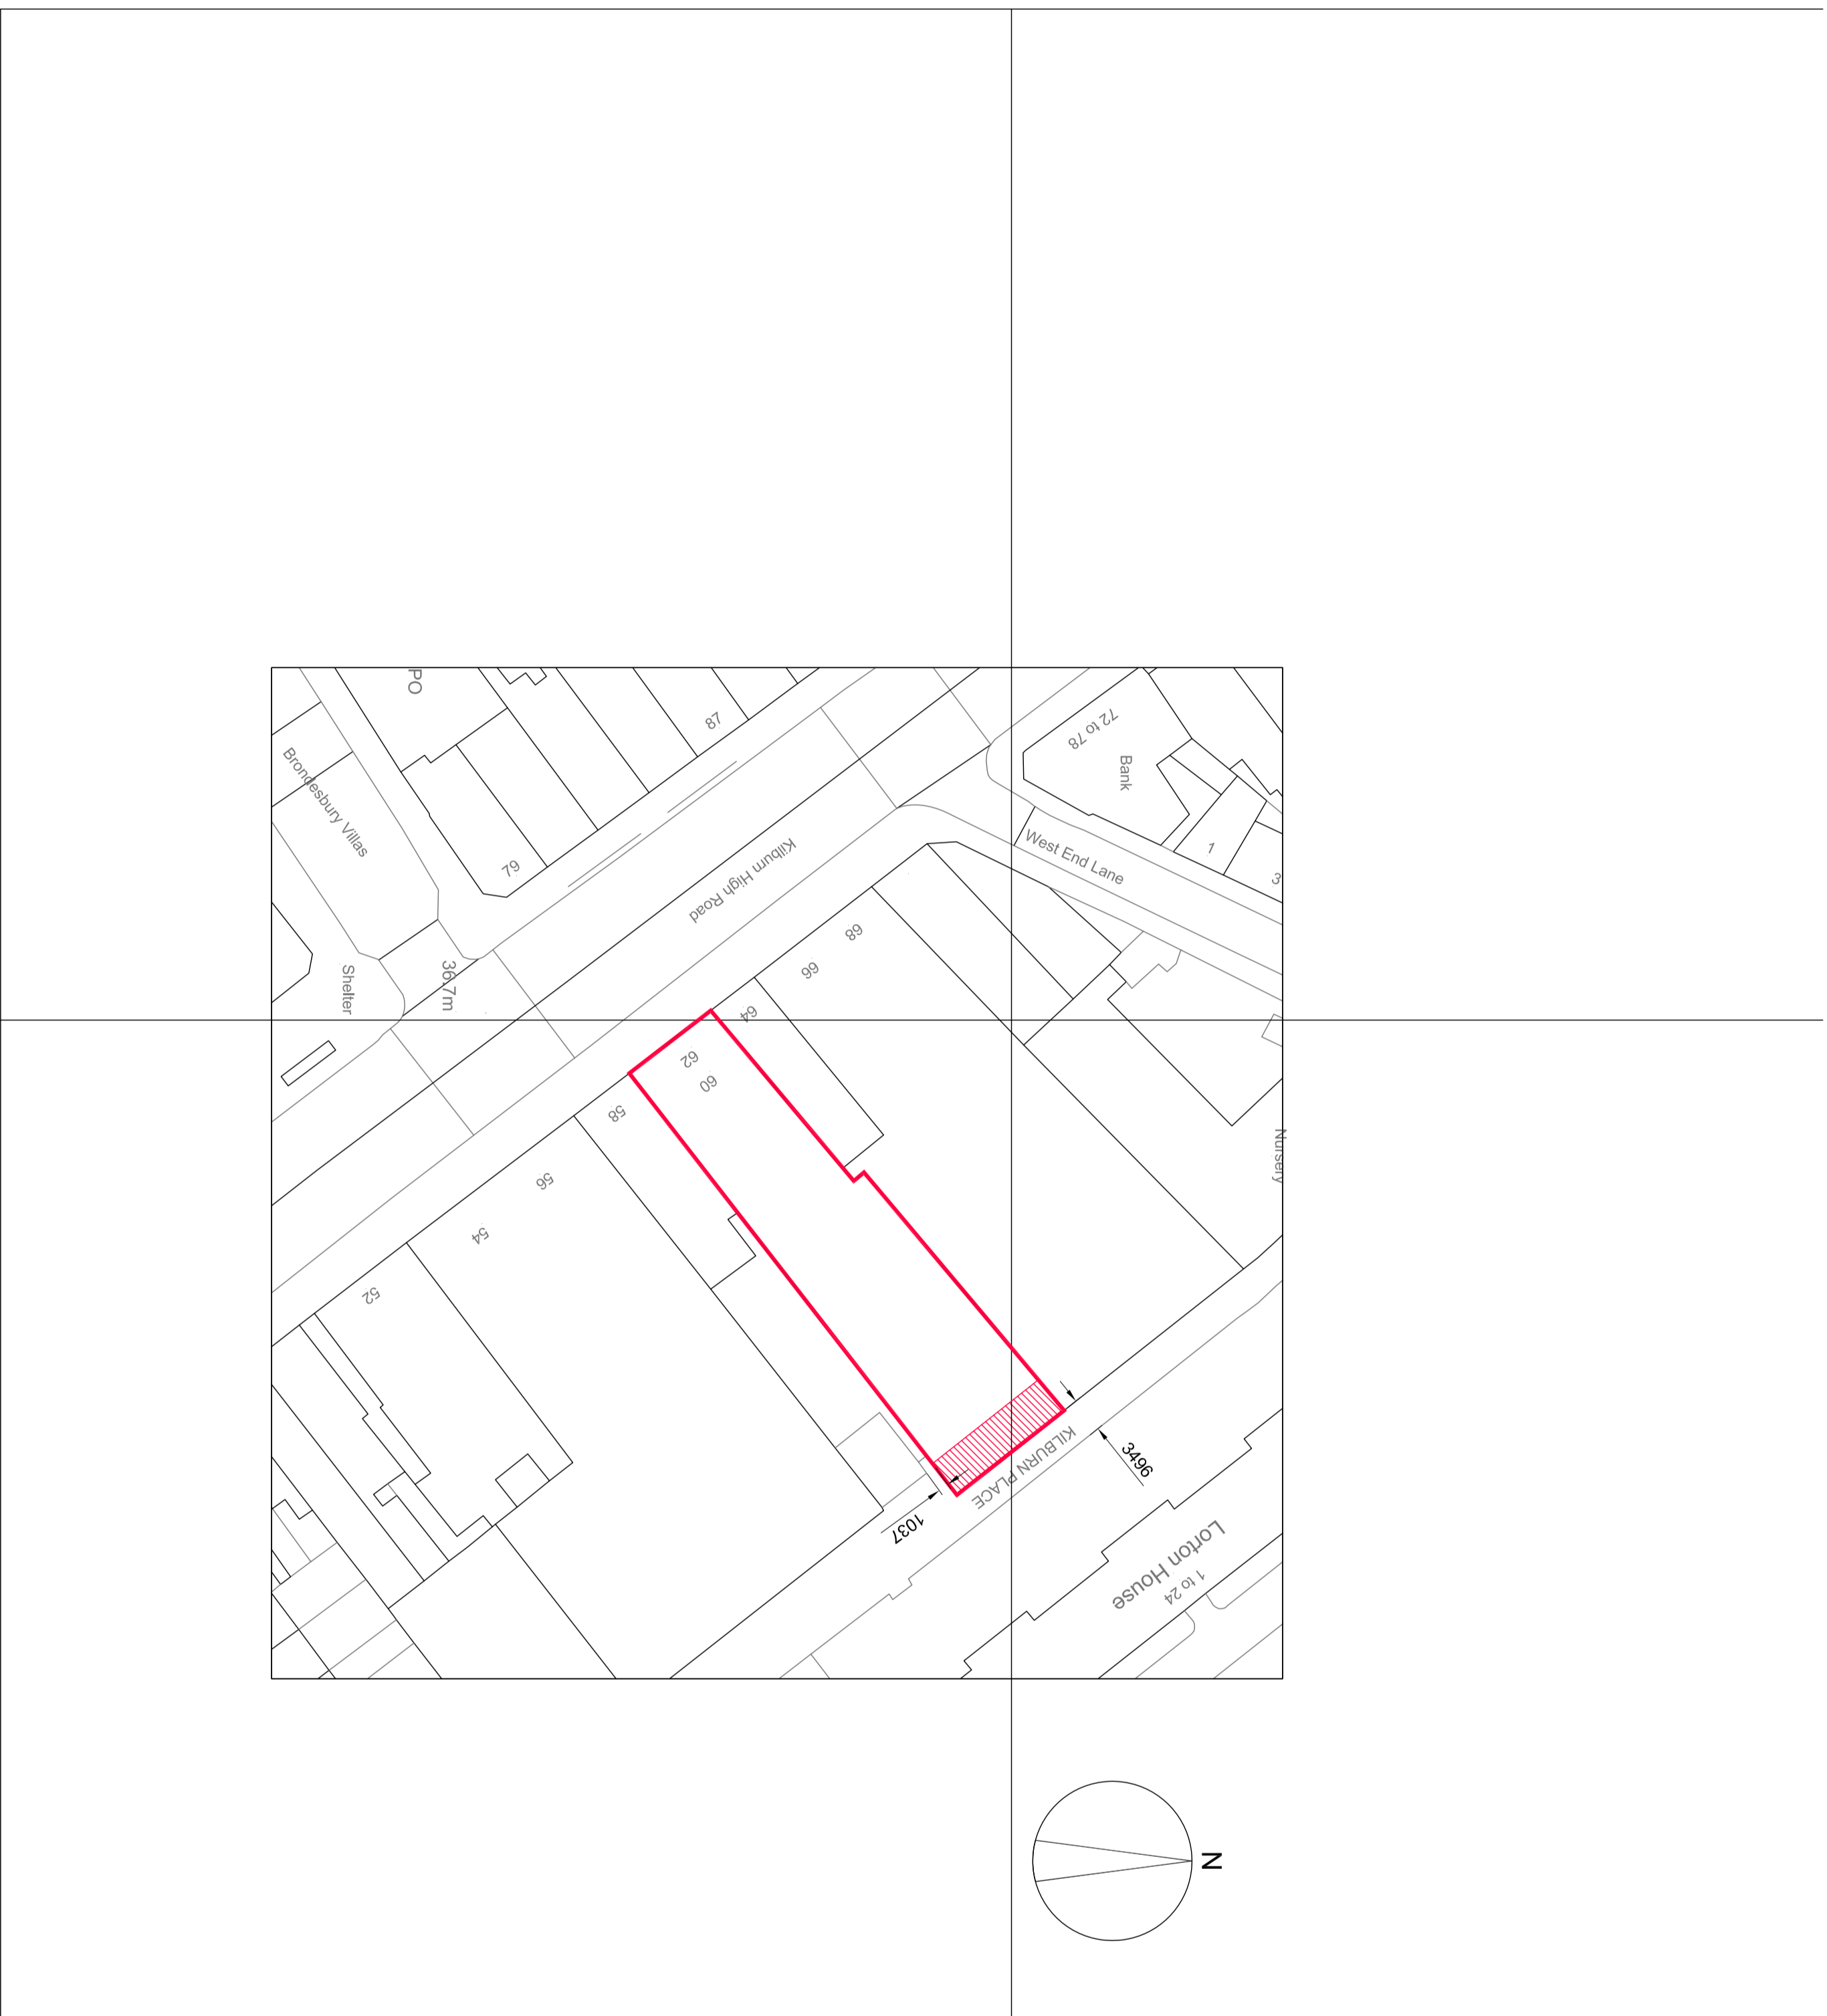 PO
87
72 to 78
Bank
Brondesbury Villas
79
Kilburn High Road
West End Lane
1
3
Shelter
36.7m
68
66
64
62
60
58
56
54
52
Nursery
KILBURN PLACE
3496
1037
Lorton House
1 to 24
N